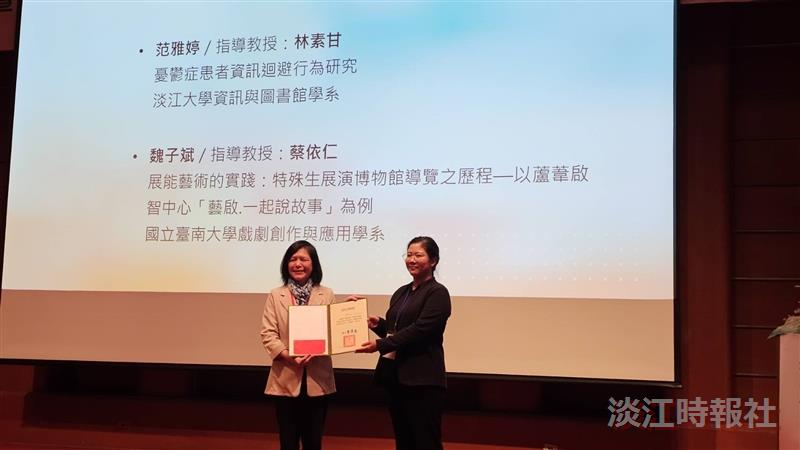 • 范雅婷 / 指導教授：林素甘
憂鬱症患者資訊迴避行為研究
淡江大學資訊與圖書館學系
• 魏子斌 / 指導教授：蔡依仁
展能藝術的實踐：特殊生展演博物館導覽之歷程—以蘆葦啟
智中心「藝啟.一起說故事」為例
國立臺南大學戲劇創作與應用學系
淡江時報社